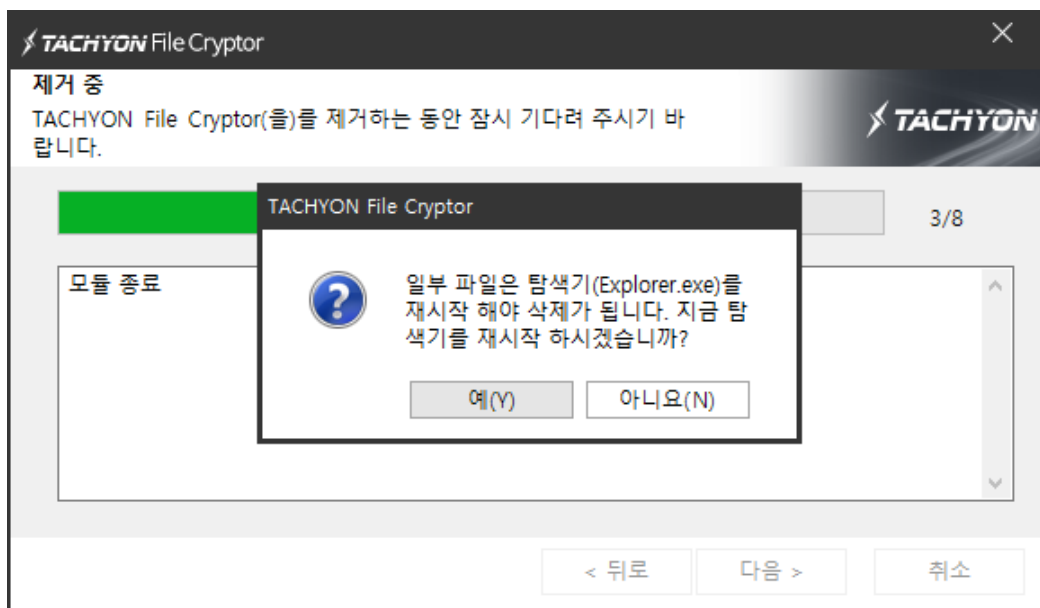 TACHYON File Cryptor
제거 중
TACHYON File Cryptor(을)를 제거하는 동안 잠시 기다려 주시기 바
랍니다.
TACHYON
3/8
모듈 종료
TACHYON File Cryptor
일부 파일은 탐색기(Explorer.exe)를
재시작 해야 삭제가 됩니다. 지금 탐
색기를 재시작 하시겠습니까?
예(Y)
아니요(N)
< 뒤로
다음 >
취소